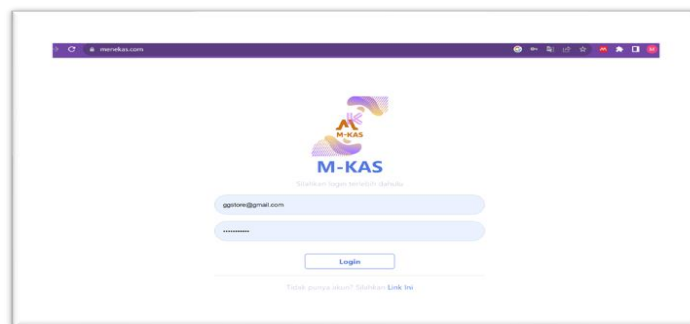 menekas.com
M-KAS
M-KAS
Silahkan login terlebih dahulu
ggstore@gmail.com
•••••••••••
Login
Tidak punya akun? Silahkan Link Ini